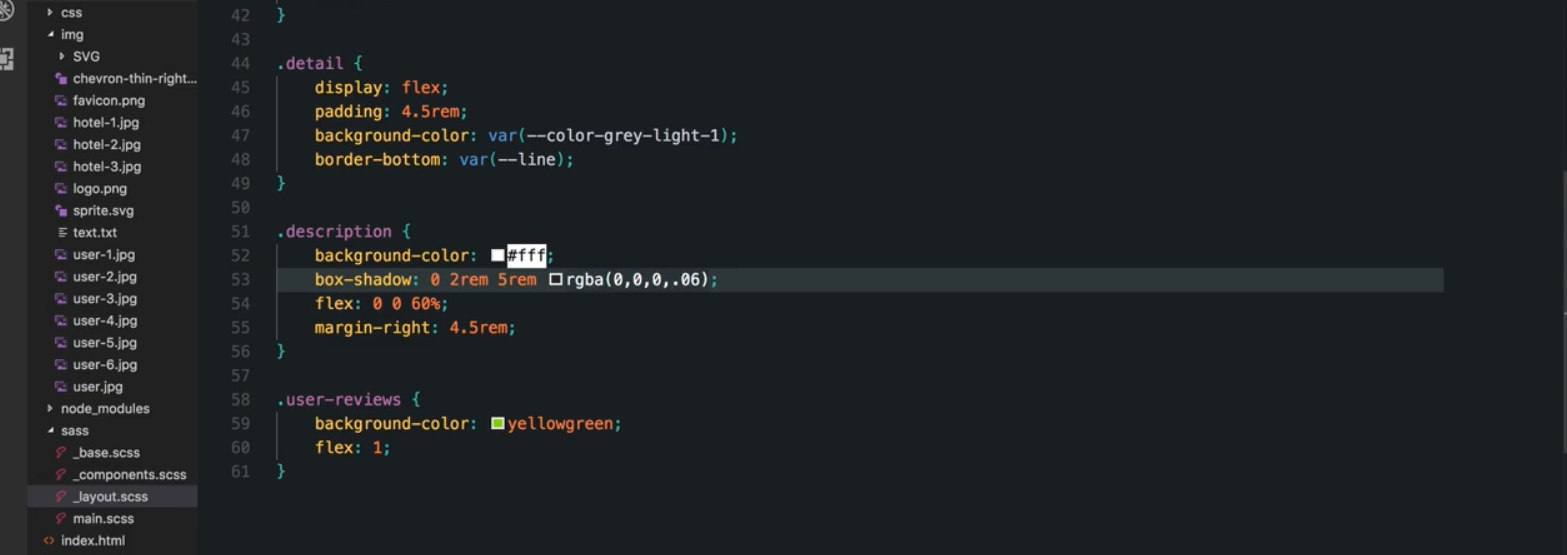 css
img
SVG
chevron-thin-right...
favicon.png
hotel-1.jpg
hotel-2.jpg
hotel-3.jpg
logo.png
sprite.svg
text.txt
user-1.jpg
user-2.jpg
user-3.jpg
user-4.jpg
user-5.jpg
user-6.jpg
user.jpg
node_modules
sass
_base.scss
_components.scss
_layout.scss
main.scss
index.html
42 }
43
44 .detail {
45 display: flex;
46 padding: 4.5rem;
47 background-color: var(--color-grey-light-1);
48 border-bottom: var(--line);
49 }
50
51 .description {
52 background-color: #fff;
53 box-shadow: 0 2rem 5rem rgba(0,0,0,.06);
54 flex: 0 0 60%;
55 margin-right: 4.5rem;
56 }
57
58 .user-reviews {
59 background-color: yellowgreen;
60 flex: 1;
61 }